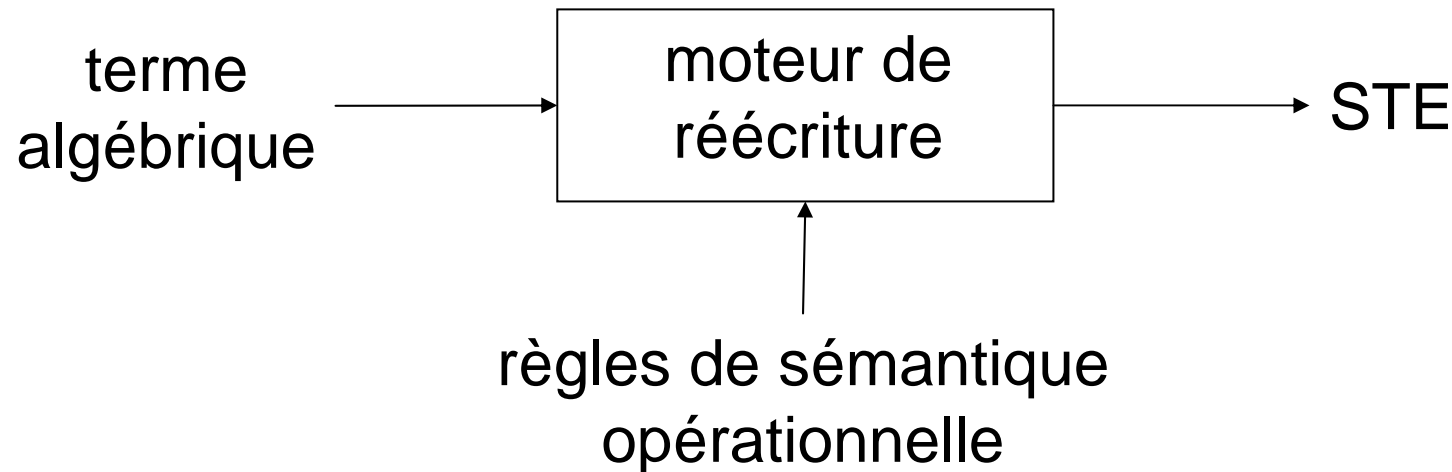 terme
algébrique
moteur de
réécriture
STE
règles de sémantique
opérationnelle